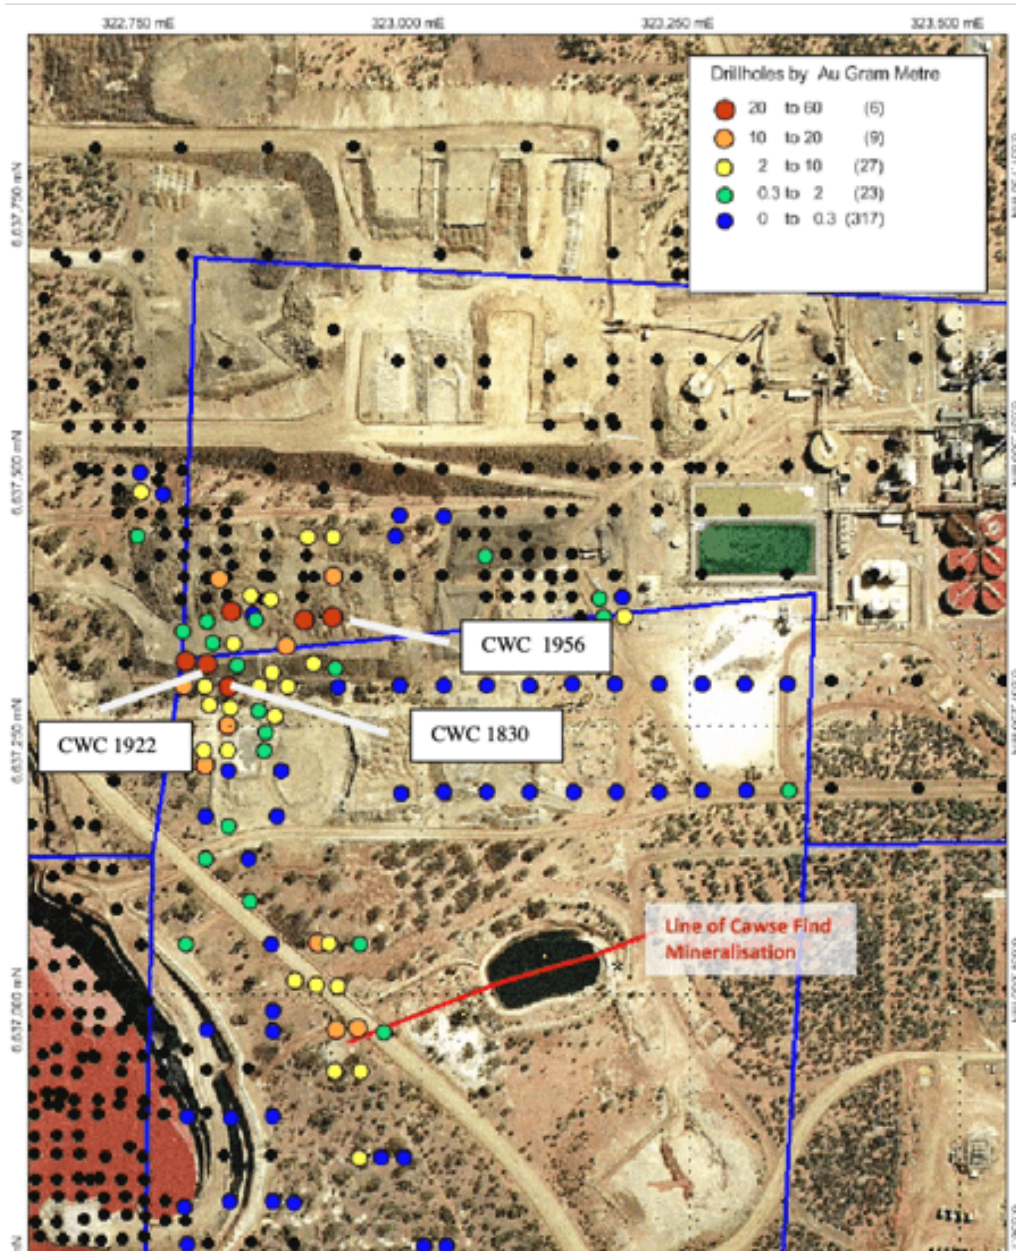 322,750 mE 323,000 mE 323,250 mE 323,500 mE
Drillholes by Au Gram Metre
20 to 60 (6)
10 to 20 (9)
2 to 10 (27)
0.3 to 2 (23)
0 to 0.3 (317)
6,637,750 mN
6,637,500 mN
CWC 1956
CWC 1922
CWC 1830
6,637,250 mN
Line of Cawse Find
Mineralisation
6,637,000 mN
mN